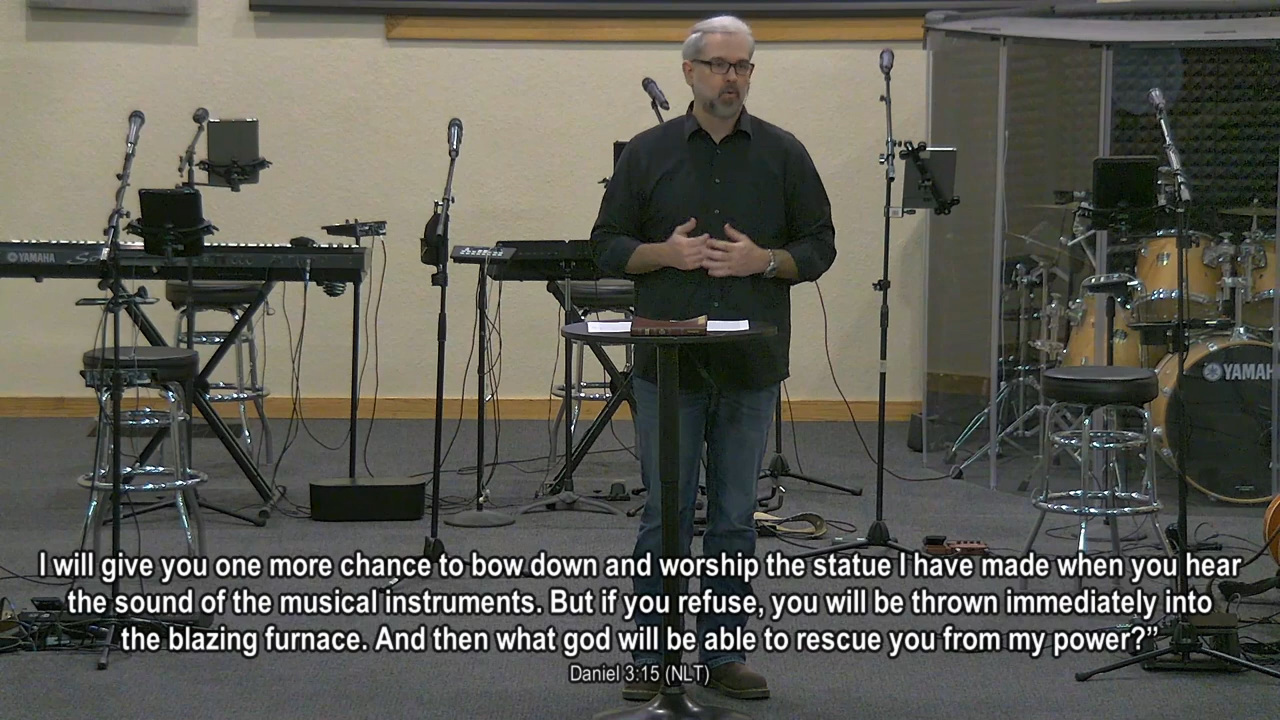 YAMAHA
YAMAH
I will give you one more chance to bow down and worship the statue I have made when you hear
the sound of the musical instruments. But if you refuse, you will be thrown immediately into
the blazing furnace. And then what god will be able to rescue you from my power?”
Daniel 3:15 (NLT)